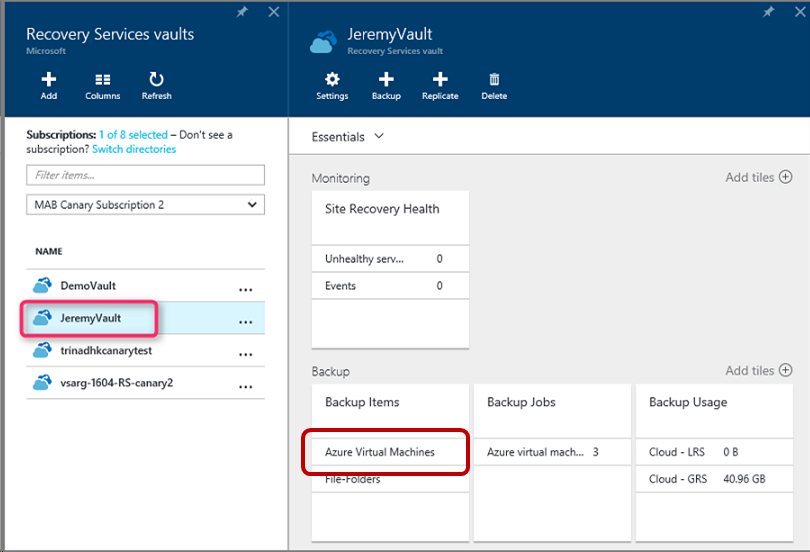 Recovery Services vaults
Microsoft
Add
Columns
Refresh
Subscriptions: 1 of 8 selected – Don't see a
subscription? Switch directories
Filter items...
MAB Canary Subscription 2
NAME
DemoVault
...
JeremyVault
...
trinadhkcanarytest
...
vsarg-1604-RS-canary2
...
JeremyVault
Recovery Services vault
Settings
Backup
Replicate
Delete
Essentials
Monitoring
Add tiles
Site Recovery Health
Unhealthy serv... 0
Events 0
Backup
Add tiles
Backup Items
Azure Virtual Machines
File-Folders
Backup Jobs
Azure virtual mach... 3
Backup Usage
Cloud - LRS 0 B
Cloud - GRS 40.96 GB